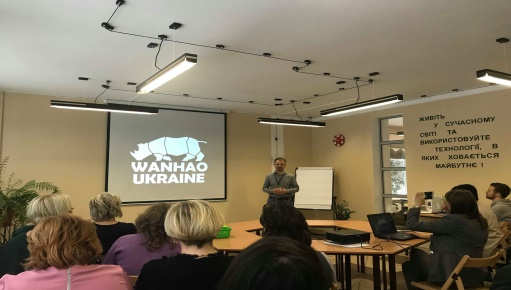 WANHAO
UKRAINE
ЖИВІТЬ
У СУЧАСНОМУ
СВІТІ ТА
ВИКОРИСТОВУЙТЕ
ТЕХНОЛОГІЇ, В
ЯКИХ ХОВАЄТЬСЯ
МАЙБУТНЄ !